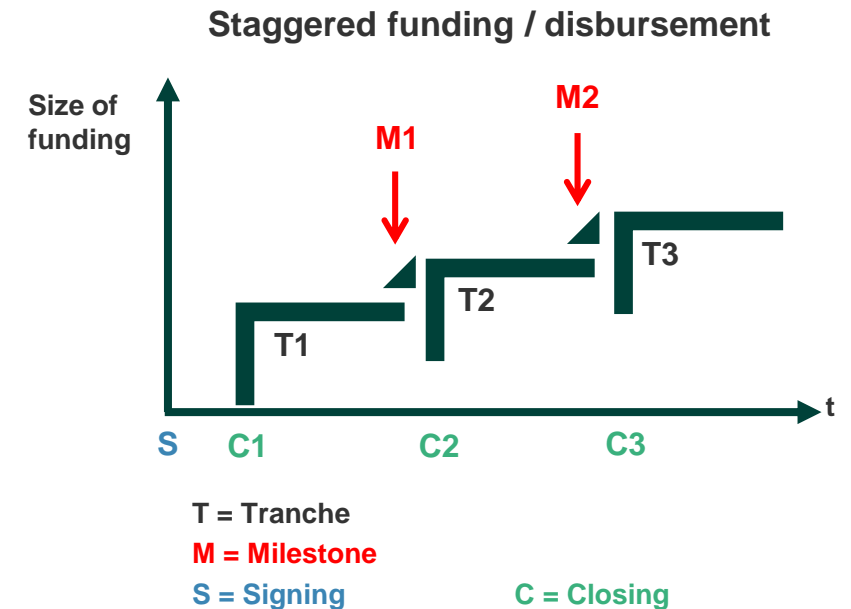 Staggered funding / disbursement
Size of
funding
M1
M2
T1
T2
T3
t
S
C1
C2
C3
T = Tranche
M = Milestone
S = Signing
C = Closing